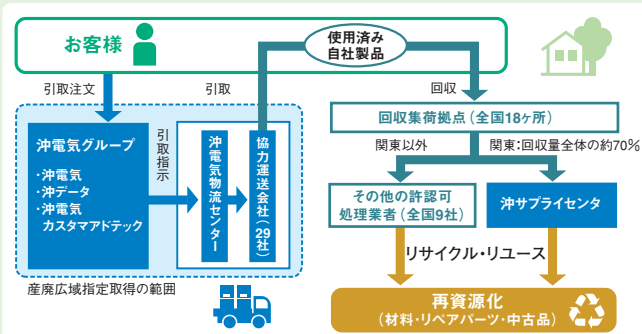 お客様
使用済み
自社製品
引取注文
引取
回収
沖電気グループ
・沖電気
・沖データ
・沖電気
カスタマアドテック
引取指示
沖電気物流センター
協力運送会社(29社)
産廃広域指定取得の範囲
回収集荷拠点(全国18ヶ所)
関東以外
関東:回収量全体の約70%
その他の許認可
処理業者(全国9社)
沖サプライセンタ
リサイクル・リユース
再資源化
(材料・リペアパーツ・中古品)